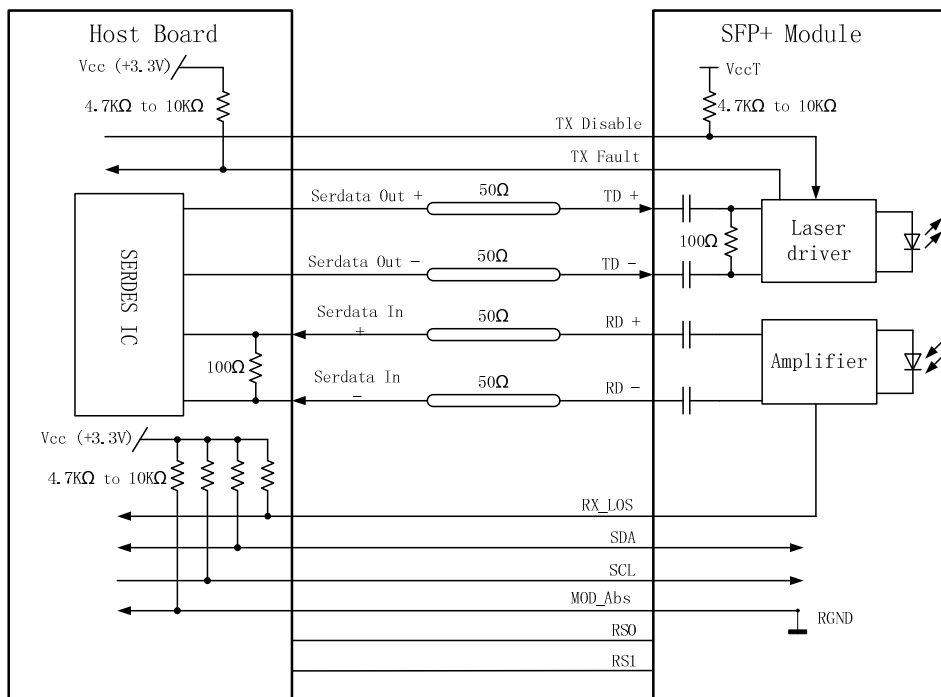 Host Board
SFP+ Module
Vcc (+3.3V)
VccT
4.7KΩ to 10KΩ
4.7KΩ to 10KΩ
TX Disable
TX Fault
Serdata Out +
50Ω
TD +
SERDES IC
100Ω
Laser
driver
Serdata Out -
50Ω
TD -
Serdata In
+
50Ω
RD +
100Ω
Amplifier
Serdata In
-
50Ω
RD -
Vcc (+3.3V)
4.7KΩ to 10KΩ
RX_LOS
SDA
SCL
MOD_Abs
RGND
RS0
RS1